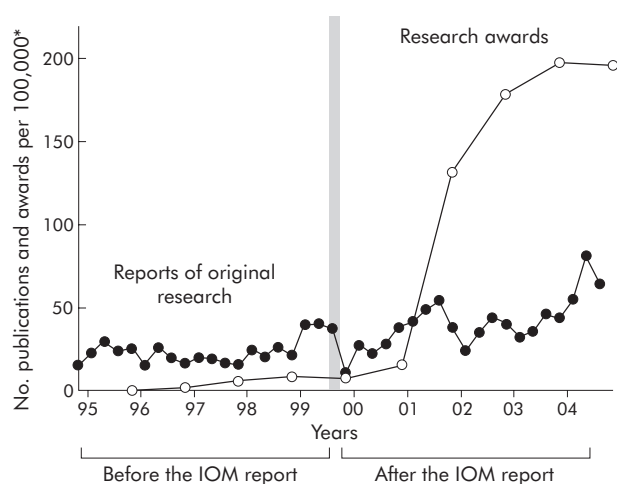 No. publications and awards per 100,000*
200
150
100
50
0
Research awards
Reports of original
research
95 96 97 98 99 00 01 02 03 04
Years
Before the IOM report After the IOM report